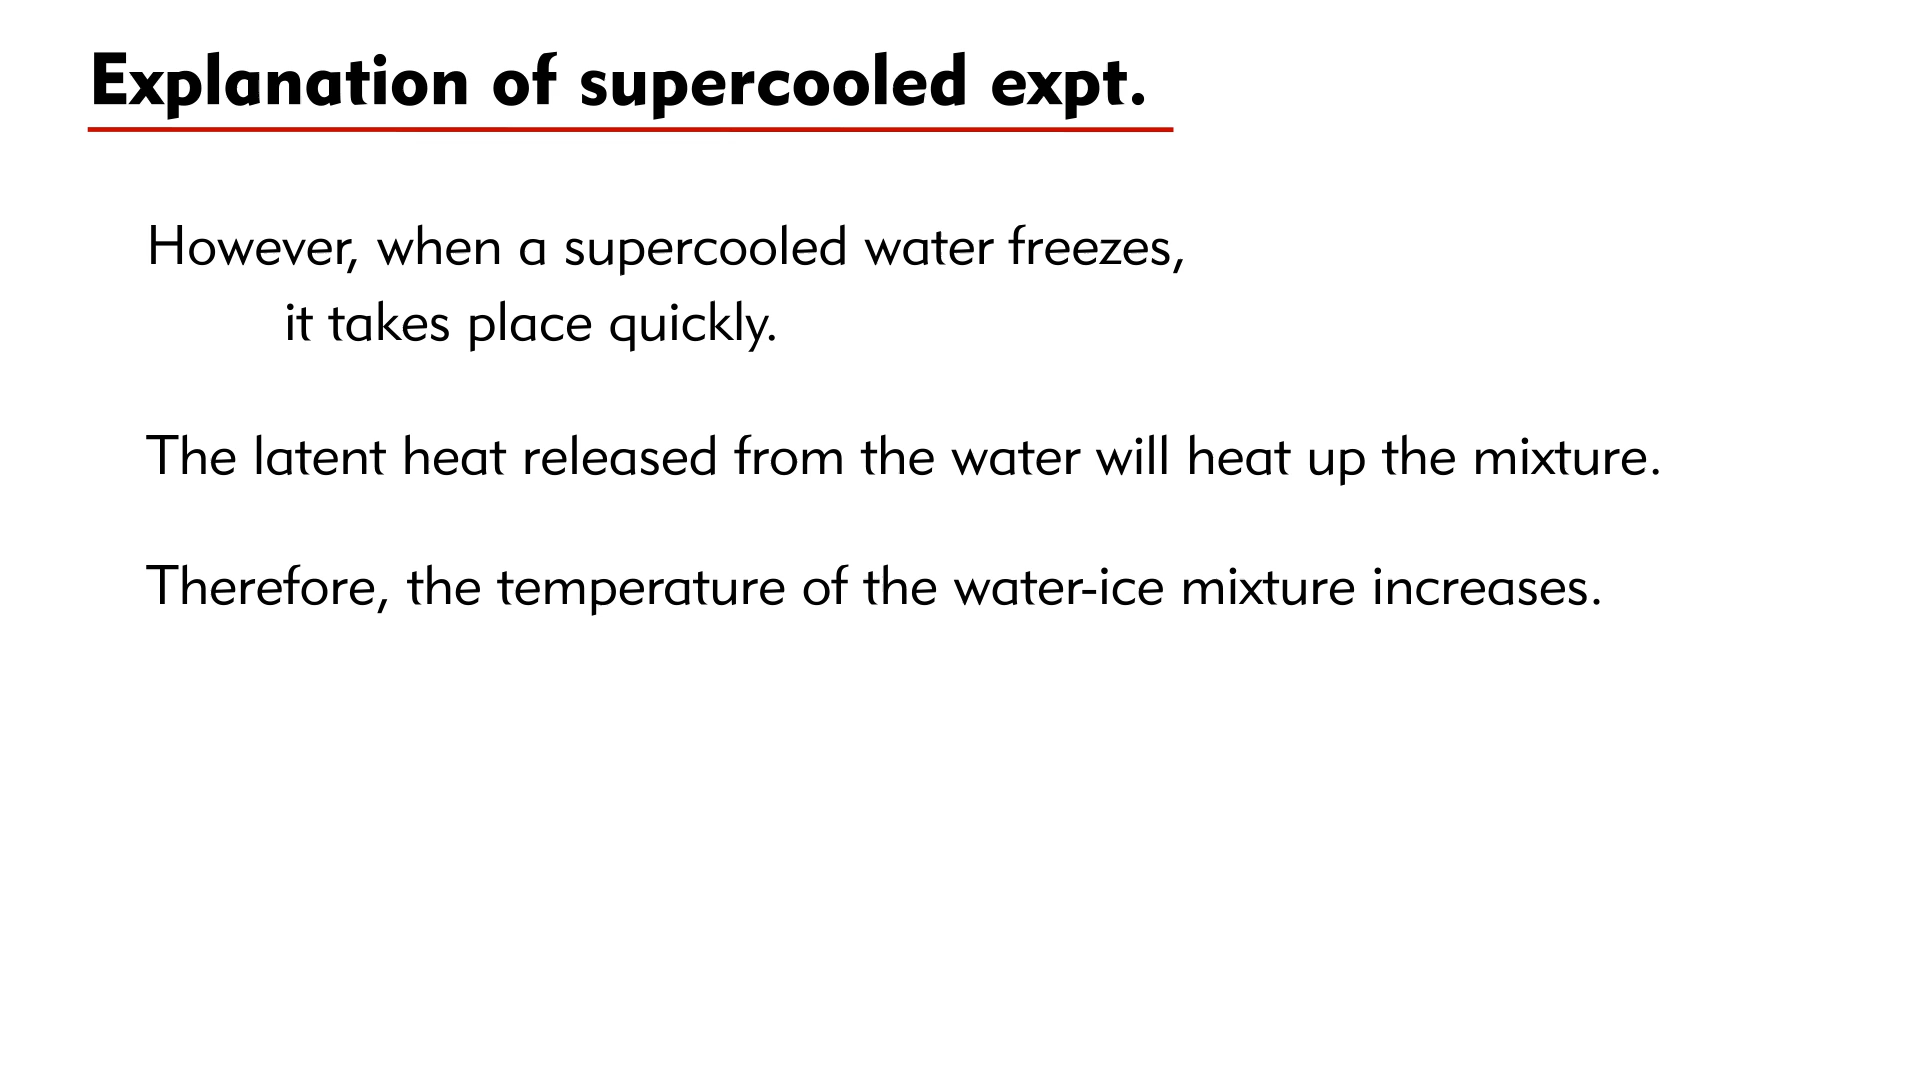 Explanation of supercooled expt.
However, when a supercooled water freezes,
it takes place quickly.
The latent heat released from the water will heat up the mixture.
Therefore, the temperature of the water-ice mixture increases.